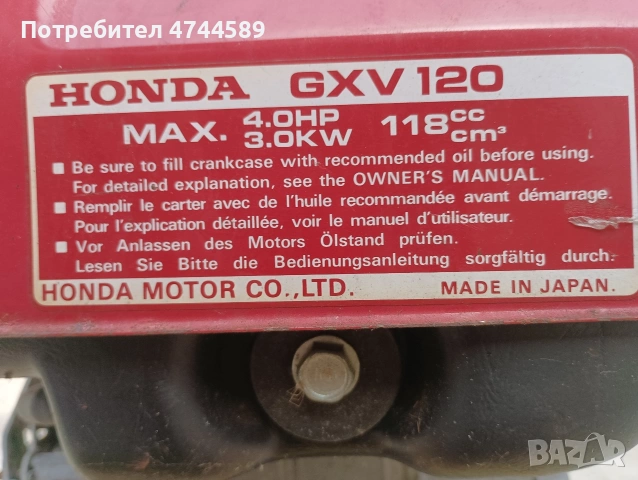 Потребител 4744589
HONDA GXV 120
MAX. 4.0HP 118cc
3.0KW cm³
▪ Be sure to fill crankcase with recommended oil before using.
For detailed explanation, see the OWNER'S MANUAL.
▪ Remplir le carter avec de l'huile recommandée avant démarrage.
Pour l'explication détaillée, voir le manuel d'utilisateur.
▪ Vor Anlassen des Motors Ölstand prüfen.
Lesen Sie Bitte die Bedienungsanleitung sorgfältig durch.
HONDA MOTOR CO.,LTD. MADE IN JAPAN.
BAZAR